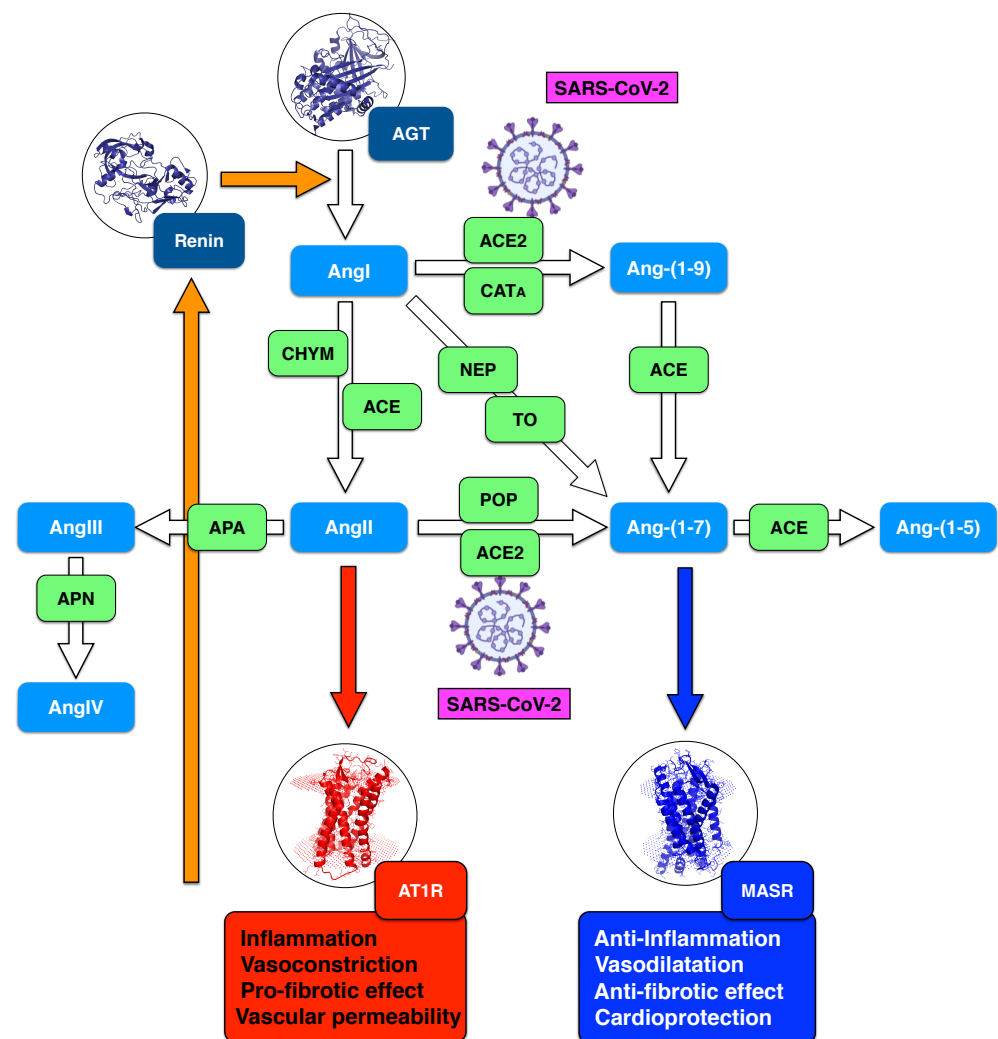 SARS-CoV-2
AGT
Renin
AngI
ACE2
CATA
Ang-(1-9)
CHYM
ACE
NEP
TO
ACE
AngIII
APA
AngII
POP
ACE2
Ang-(1-7)
ACE
Ang-(1-5)
APN
AngIV
SARS-CoV-2
AT1R
Inflammation
Vasoconstriction
Pro-fibrotic effect
Vascular permeability
MASR
Anti-Inflammation
Vasodilatation
Anti-fibrotic effect
Cardioprotection